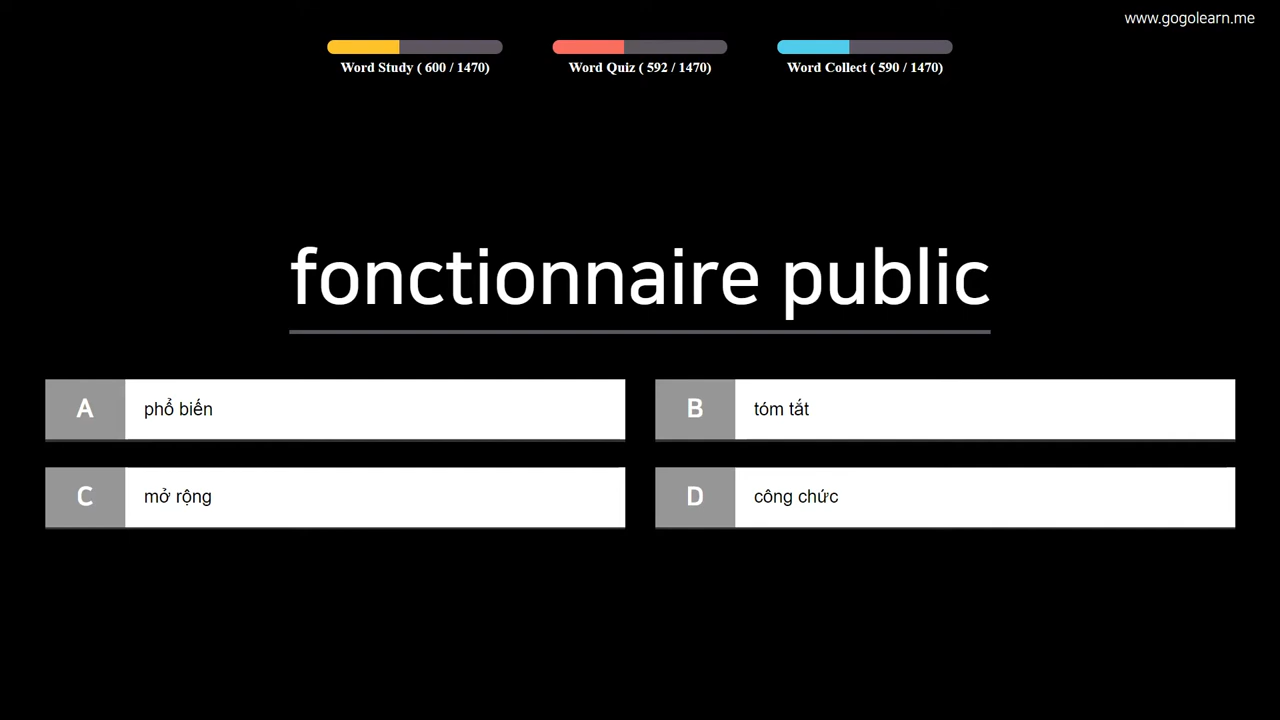 www.gogolearn.me
Word Study ( 600 / 1470)
Word Quiz ( 592 / 1470)
Word Collect ( 590 / 1470)
fonctionnaire public
A phổ biến
B tóm tắt
C mở rộng
D công chức